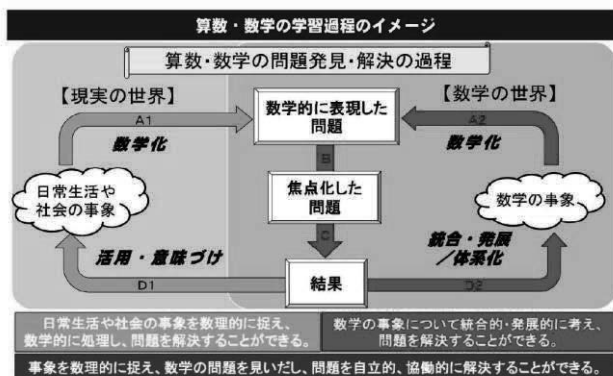 算数・数学の学習過程のイメージ
算数・数学の問題発見・解決の過程
【現実の世界】
【数学の世界】
A1
数学化
数学的に表現した
問題
A2
数学化
B
日常生活や
社会の事象
焦点化した
問題
数学の事象
C
活用・意味づけ
D1
結果
統合・発展
/体系化
D2
日常生活や社会の事象を数理的に捉え、
数学的に処理し、問題を解決することができる。
数学の事象について統合的・発展的に考え、
問題を解決することができる。
事象を数理的に捉え、数学の問題を見いだし、問題を自立的、協働的に解決することができる。